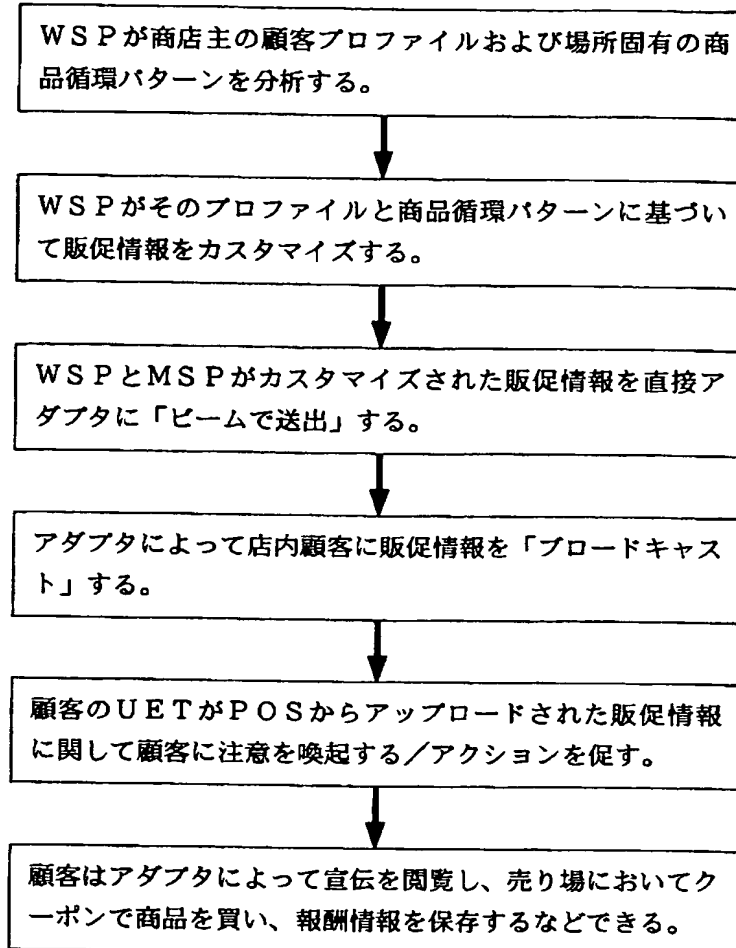 WSPが商店主の顧客プロファイルおよび場所固有の商
品循環パターンを分析する。
WSPがそのプロファイルと商品循環パターンに基づい
て販促情報をカスタマイズする。
WSPとMSPがカスタマイズされた販促情報を直接ア
ダプタに「ビームで送出」する。
アダプタによって店内顧客に販促情報を「ブロードキャス
ト」する。
顧客のUETがPOSからアップロードされた販促情報
に関して顧客に注意を喚起する/アクションを促す。
顧客はアダプタによって宣伝を閲覧し、売り場においてク
ーポンで商品を買い、報酬情報を保存するなどできる。